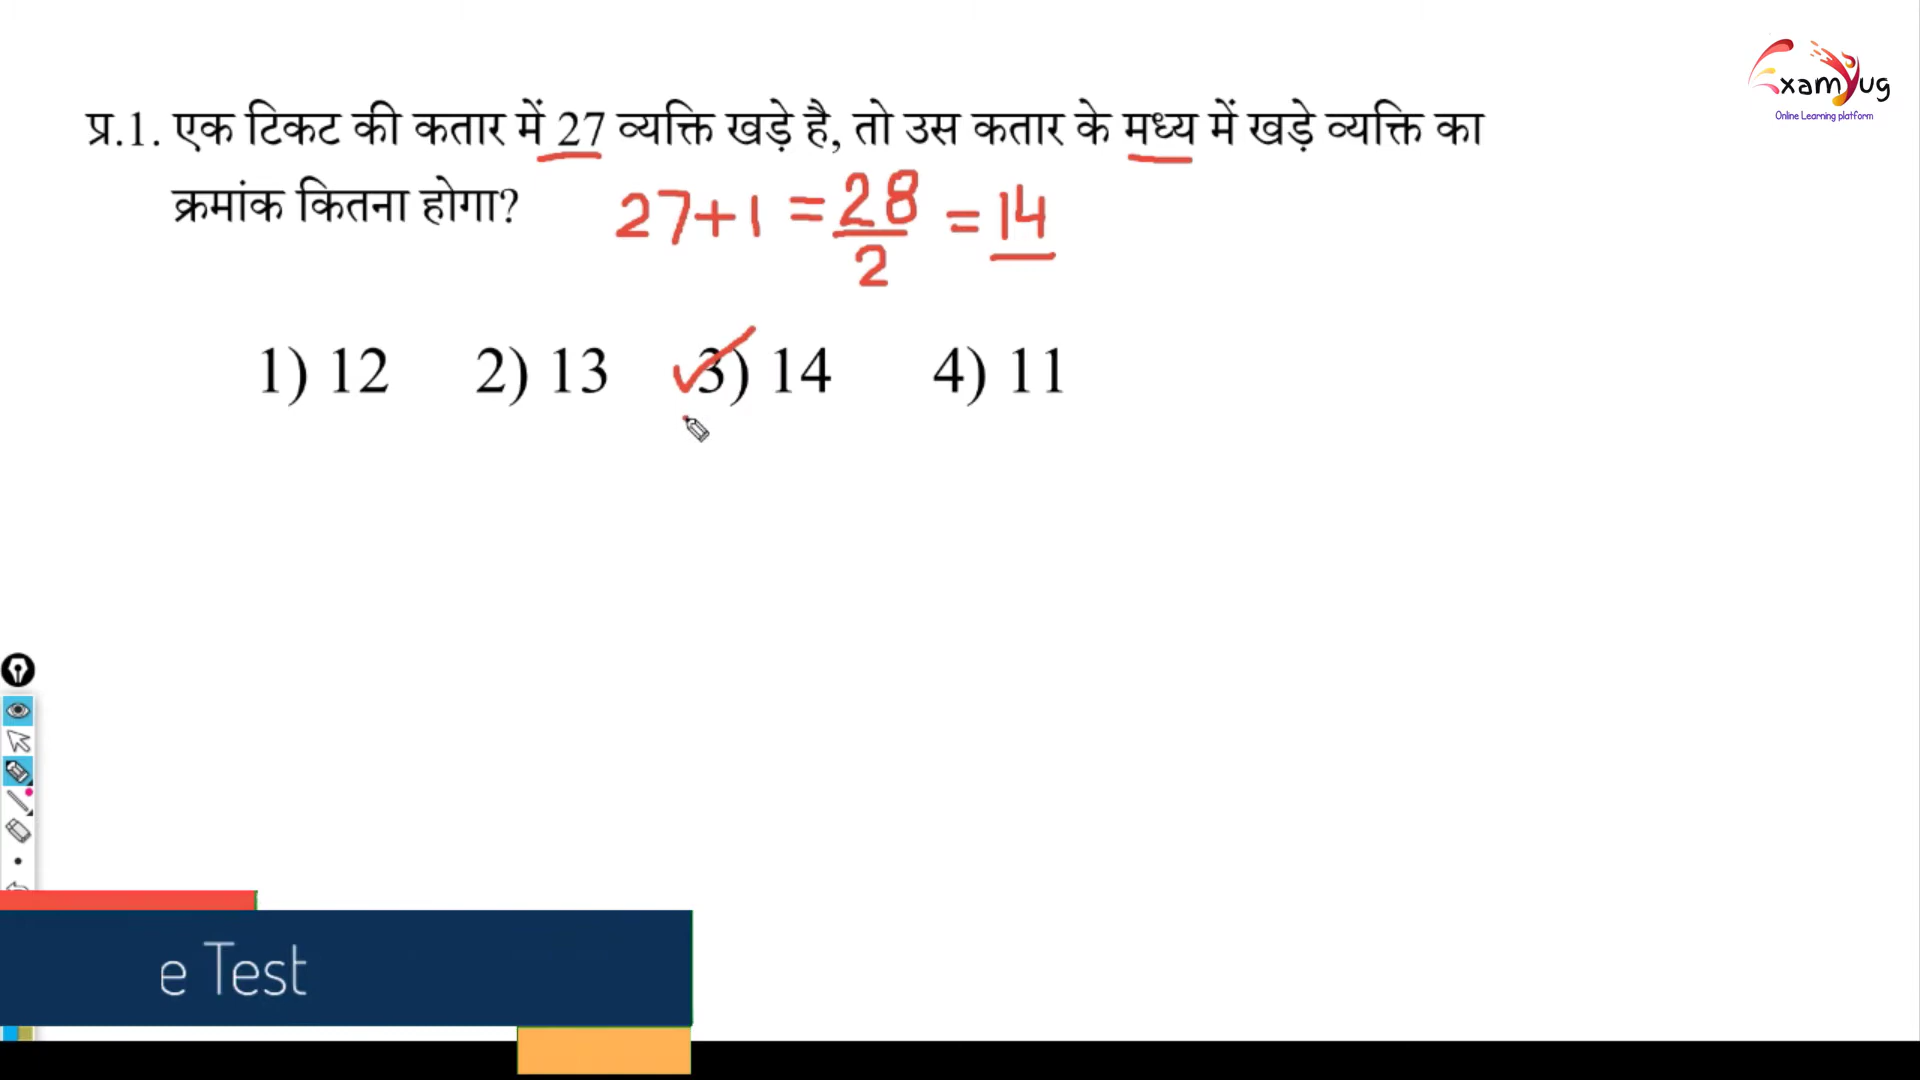 xamyug
Online Learning platform
प्र.1. एक टिकट की कतार में 27 व्यक्ति खड़े है, तो उस कतार के मध्य में खड़े व्यक्ति का
क्रमांक कितना होगा?
27+1 = 28/2 = 14
1) 12 2) 13 3) 14 4) 11
e Test